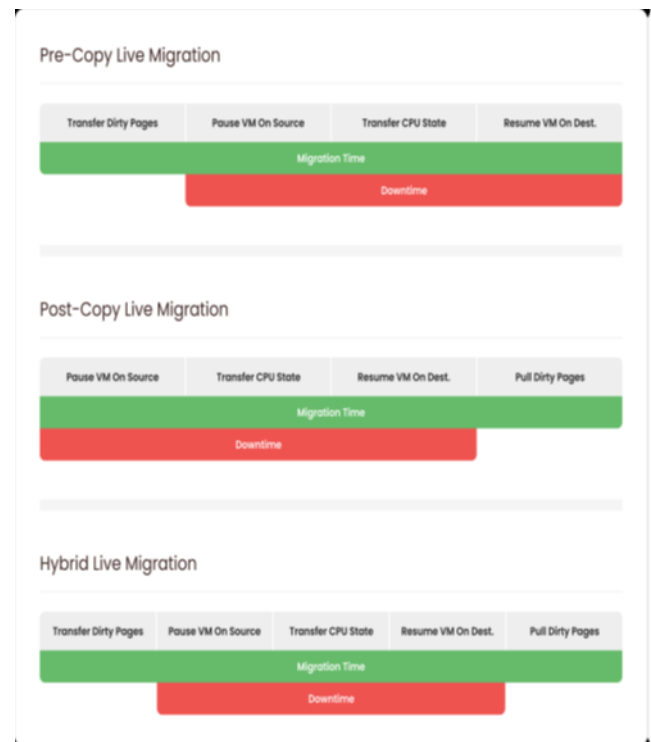 Pre-Copy Live Migration
Transfer Dirty Pages Pause VM On Source Transfer CPU State Resume VM On Dest.
Migration Time
Downtime
Post-Copy Live Migration
Pause VM On Source Transfer CPU State Resume VM On Dest. Pull Dirty Pages
Migration Time
Downtime
Hybrid Live Migration
Transfer Dirty Pages Pause VM On Source Transfer CPU State Resume VM On Dest. Pull Dirty Pages
Migration Time
Downtime